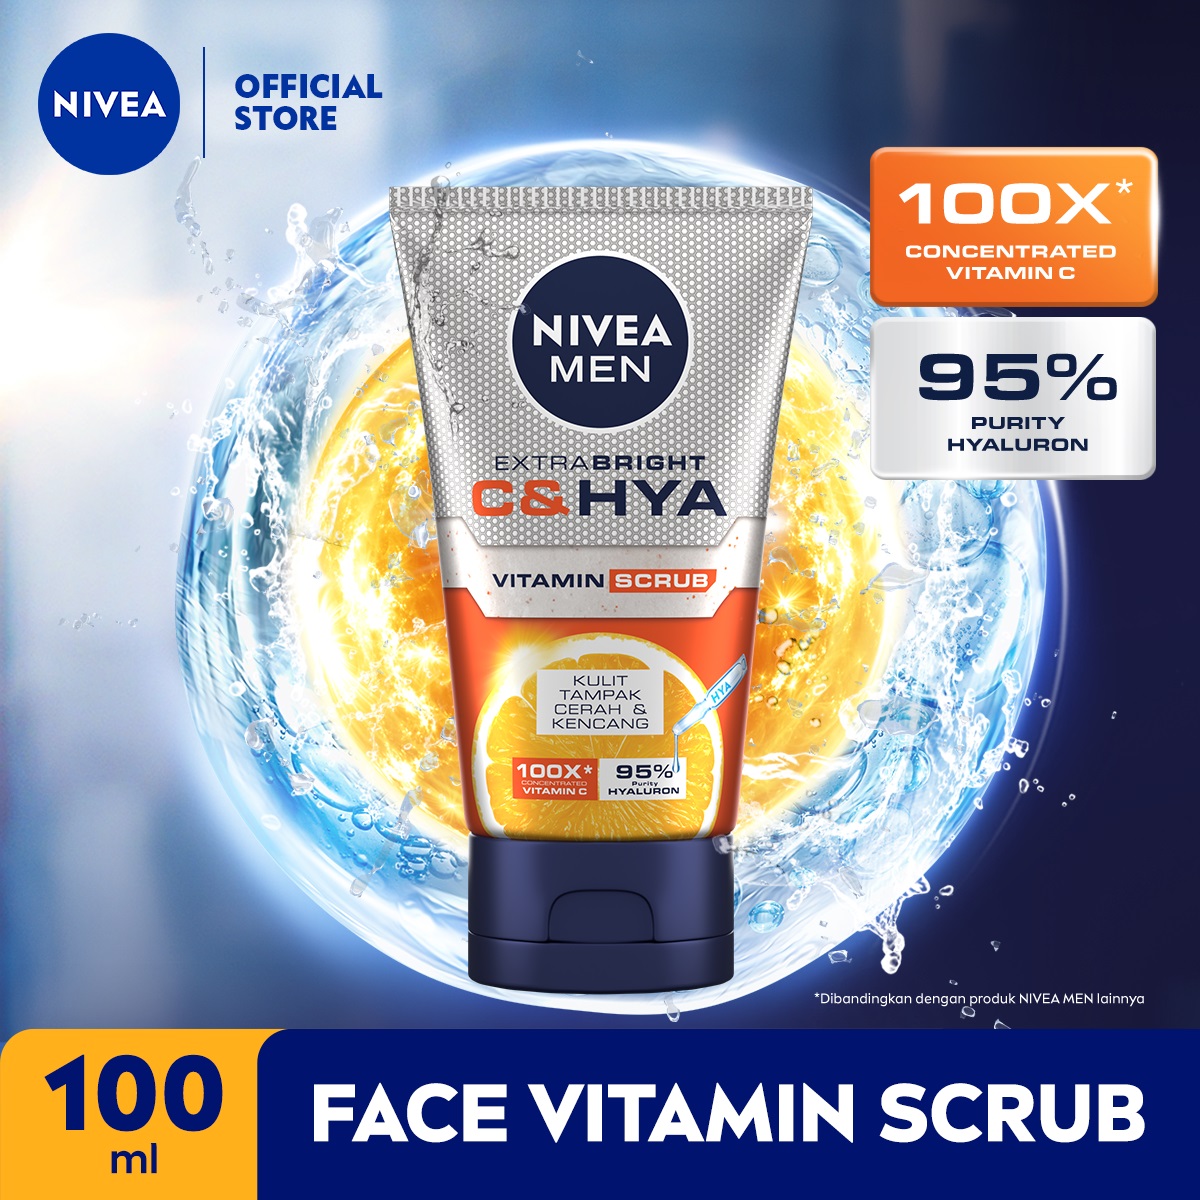 NIVEA
OFFICIAL
STORE
100X*
CONCENTRATED
VITAMIN C
95%
PURITY
HYALURON
NIVEA
MEN
EXTRABRIGHT
C&HYA
VITAMIN SCRUB
KULIT
TAMPAK
CERAH &
KENCANG
HYA
100X*
CONCENTRATED
VITAMIN C
95%
Purity
HYALURON
*Dibandingkan dengan produk NIVEA MEN lainnya
100
ml
FACE VITAMIN SCRUB